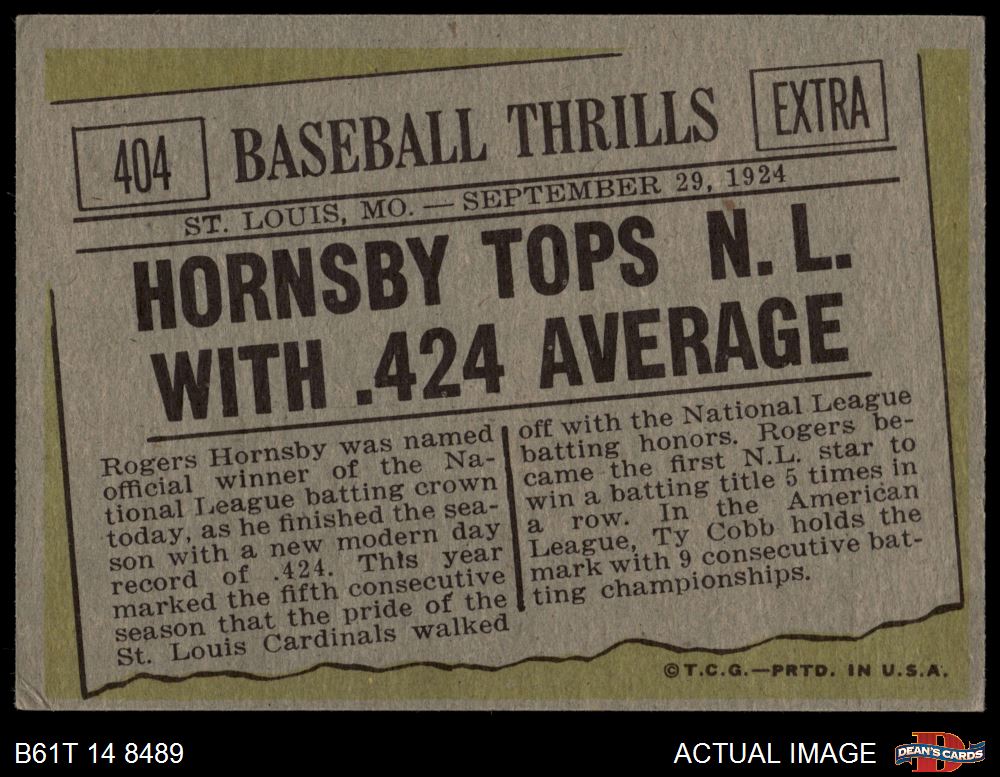 404
BASEBALL THRILLS
EXTRA
ST. LOUIS, MO. — SEPTEMBER 29, 1924
HORNSBY TOPS N. L.
WITH .424 AVERAGE
Rogers Hornsby was named
official winner of the Na-
tional League batting crown
today, as he finished the sea-
son with a new modern day
record of .424. This year
marked the fifth consecutive
season that the pride of the
St. Louis Cardinals walked
off with the National League
batting honors. Rogers be-
came the first N.L. star to
win a batting title 5 times in
a row. In the American
League, Ty Cobb holds the
mark with 9 consecutive bat-
ting championships.
©T.C.G.—PRTD. IN U.S.A.
B61T 14 8489
ACTUAL IMAGE
D
DEAN'S CARDS